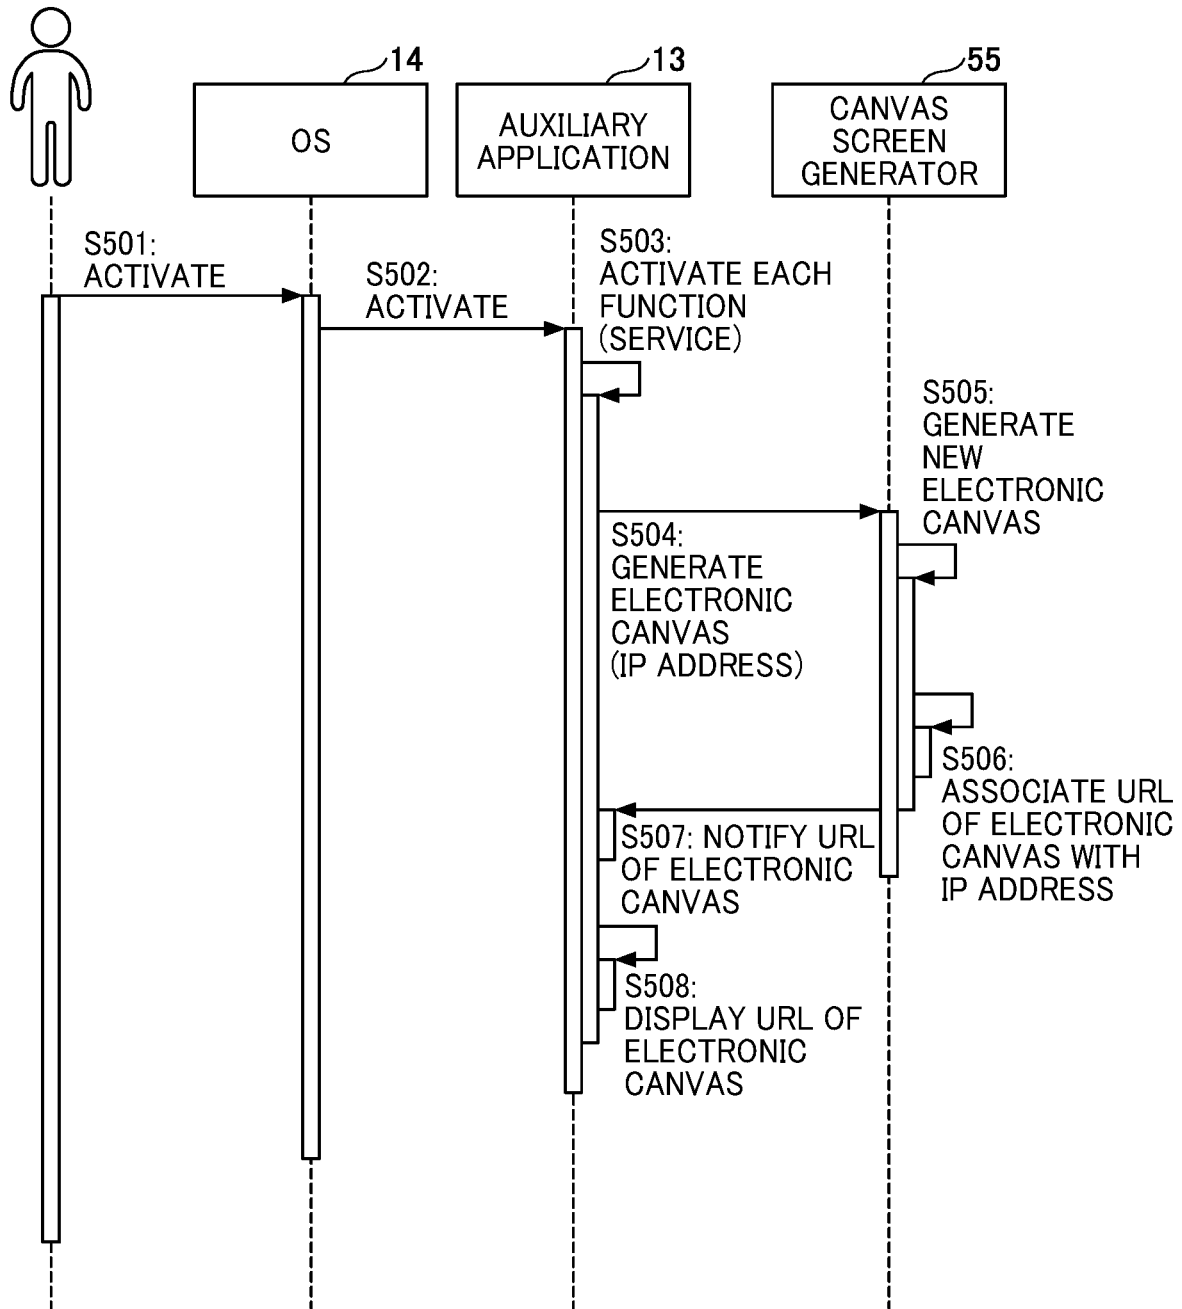 14
13
55
OS
AUXILIARY
APPLICATION
CANVAS
SCREEN
GENERATOR
S501:
ACTIVATE
S502:
ACTIVATE
S503:
ACTIVATE EACH
FUNCTION
(SERVICE)
S504:
GENERATE
ELECTRONIC
CANVAS
(IP ADDRESS)
S505:
GENERATE
NEW
ELECTRONIC
CANVAS
S506:
ASSOCIATE URL
OF ELECTRONIC
CANVAS WITH
IP ADDRESS
S507: NOTIFY URL
OF ELECTRONIC
CANVAS
S508:
DISPLAY URL OF
ELECTRONIC
CANVAS